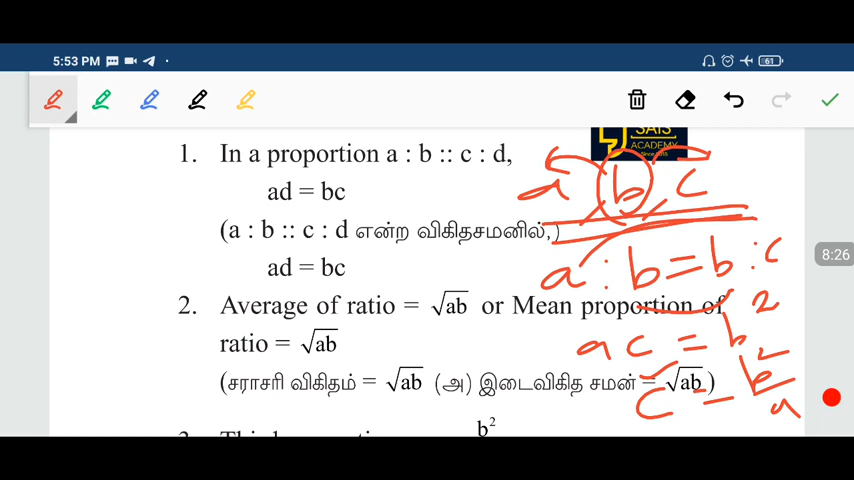 5:53 PM
61
SAIS
ACADEMY
Since 2016
1. In a proportion a : b :: c : d,
ad = bc
(a : b :: c : d என்ற விகிதசமனில்,)
ad = bc
a b c
a : b = b : c
8:26
2. Average of ratio = √ab or Mean proportion of
ratio = √ab
ac = b²
(சராசரி விகிதம் = √ab (அ) இடைவிகித சமன் = √ab)
c = b²/a
b²